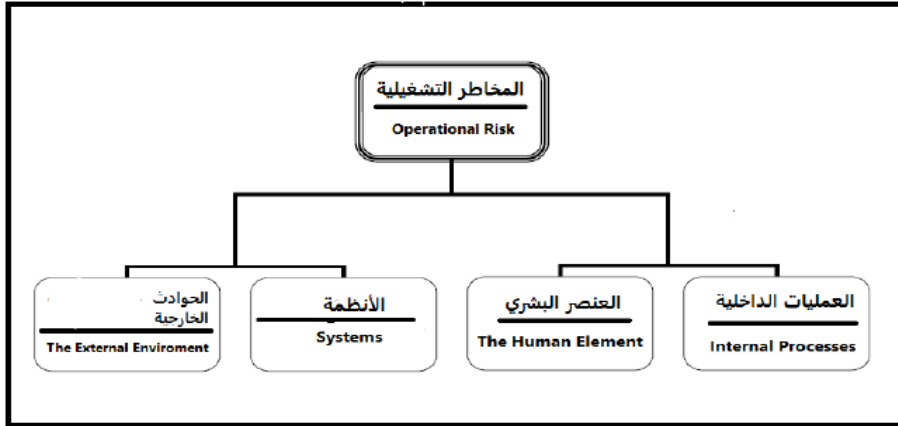 المخاطر التشغيلية
Operational Risk
العمليات الداخلية
Internal Processes
العنصر البشري
The Human Element
الأنظمة
Systems
الحوادث
الخارجية
The External Enviroment